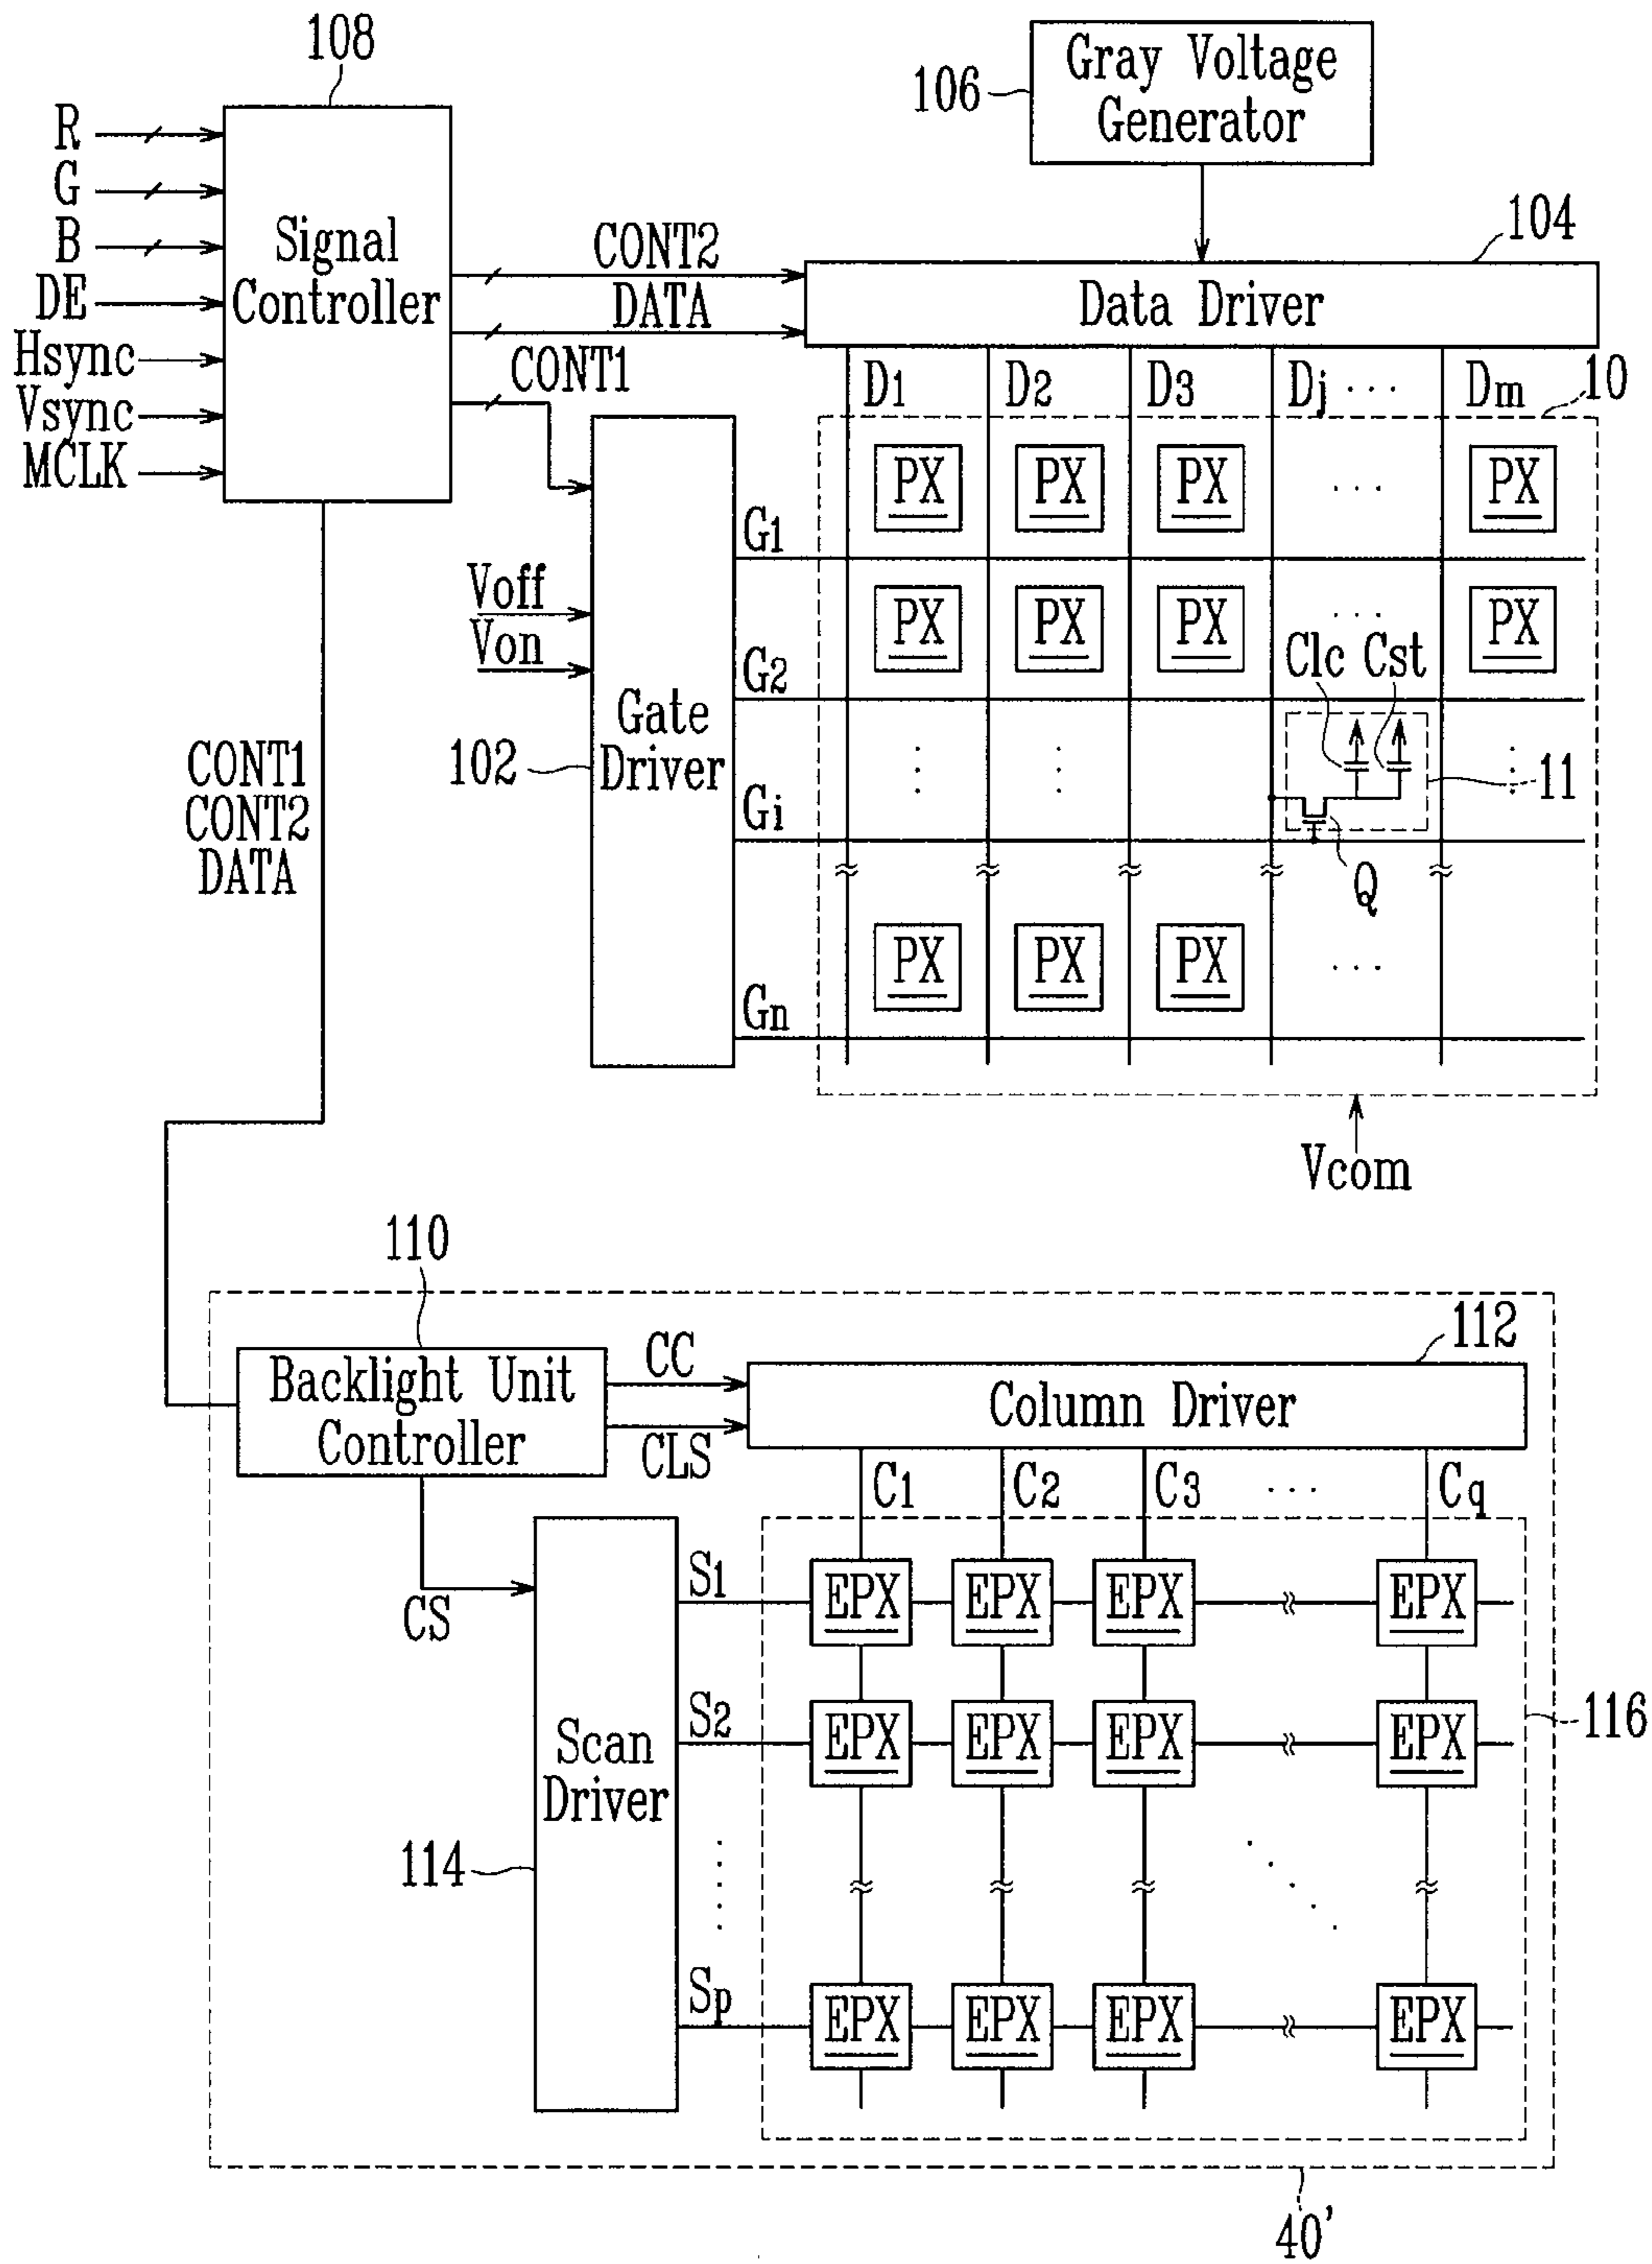 108
R
G
B
DE
Hsync
Vsync
MCLK
Signal
Controller
106
Gray Voltage
Generator
CONT2
DATA
CONT1
104
Data Driver
D1 D2 D3 Dj ... Dm
10
PX PX PX ... PX
G1
Voff
Von
PX PX PX ... PX
G2
Clc Cst
Gate
Driver
102
11
Gi
Q
CONT1
CONT2
DATA
PX PX PX ...
Gn
Vcom
110
Backlight Unit
Controller
CC
CLS
112
Column Driver
C1 C2 C3 ... Cq
CS
S1
EPX EPX EPX EPX
S2
EPX EPX EPX EPX
116
Scan
Driver
114
Sp
EPX EPX EPX EPX
40'